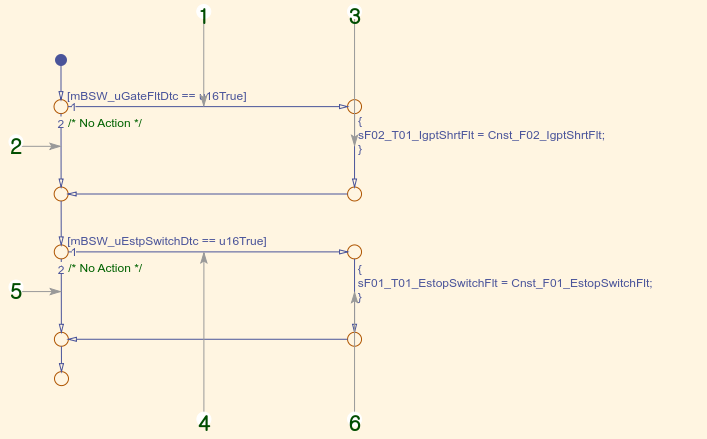 1
3
[mBSW_uGateFltDtc == u16True]
1
2 /* No Action */
{
sF02_T01_IgptShrtFlt = Cnst_F02_IgptShrtFlt;
}
2
[mBSW_uEstpSwitchDtc == u16True]
1
2 /* No Action */
{
sF01_T01_EstopSwitchFlt = Cnst_F01_EstopSwitchFlt;
}
5
4
6